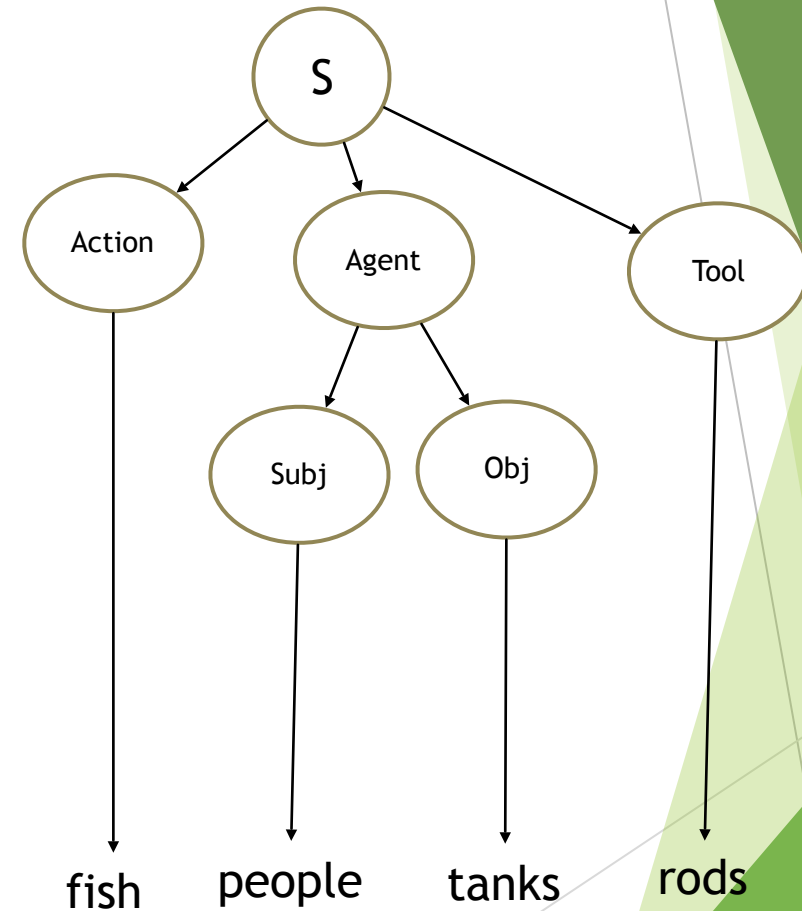 S
Action
Agent
Tool
Subj
Obj
fish people tanks rods